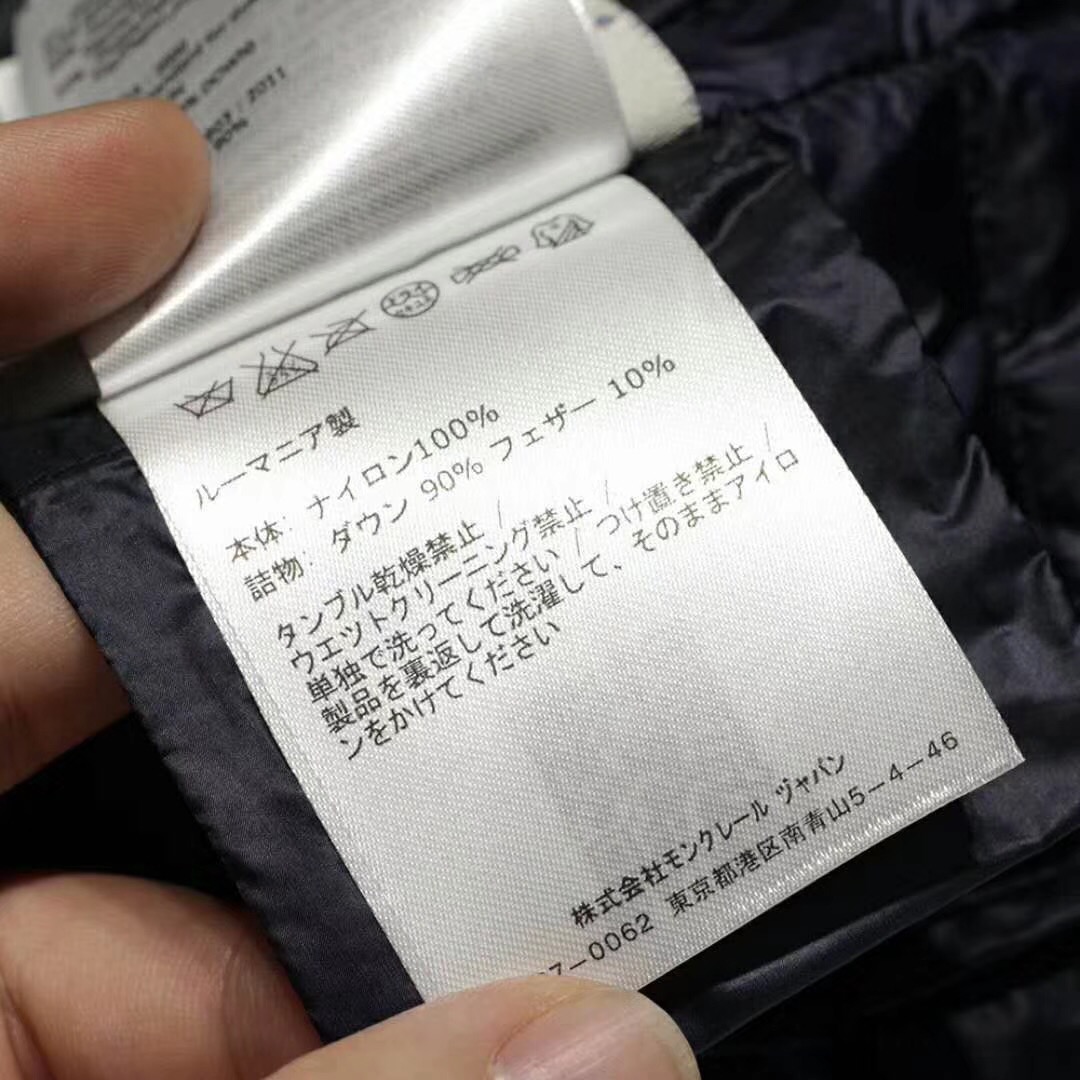 2011
ルーマニア製
本体: ナイロン100%
詰物: ダウン 90% フェザー 10%
タンブル乾燥禁止 /
ウエットクリーニング禁止 /
単独で洗ってください / つけ置き禁止 /
製品を裏返して洗濯して、そのままアイロ
ンをかけてください
株式会社モンクレール ヅャパン
7-0062 東京都港区南青山5-4-46